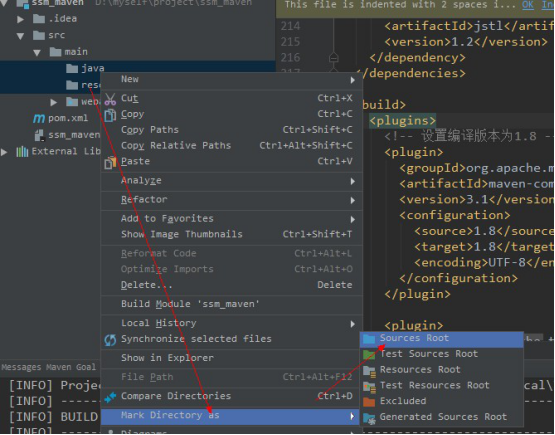 ssm_maven D:\myself\project\ssm_maven
.idea
src
main
java
res
web
pom.xml
ssm_maven
External Lib
This file is indented with 2 spaces i... OK In
214 <artifactId>jstl</artif
215 <version>1.2</version>
216 </dependency>
217 </dependencies>
build>
<plugins>
<!-- 设置编译版本为1.8 --
<plugin>
<groupId>org.apache.m
<artifactId>maven-com
<version>3.1</version
<configuration>
<source>1.8</source
<target>1.8</target
<encoding>UTF-8</en
</configuration>
</plugin>
<plugin>
New
Cut Ctrl+X
Copy Ctrl+C
Copy Paths Ctrl+Shift+C
Copy Relative Paths Ctrl+Alt+Shift+C
Paste Ctrl+V
Analyze
Refactor
Add to Favorites
Show Image Thumbnails Ctrl+Shift+T
Reformat Code Ctrl+Alt+L
Optimize Imports Ctrl+Alt+O
Delete... Delete
Build Module 'ssm_maven'
Local History
Synchronize selected files
Show in Explorer
File Path Ctrl+Alt+F12
Compare Directories Ctrl+D
Mark Directory as
Diagrams
Sources Root
Test Sources Root
Resources Root
Test Resources Root
Excluded
Generated Sources Root
Messages Maven Goal
[INFO] Projec
[INFO] -----
[INFO] BUILD
[INFO] -----